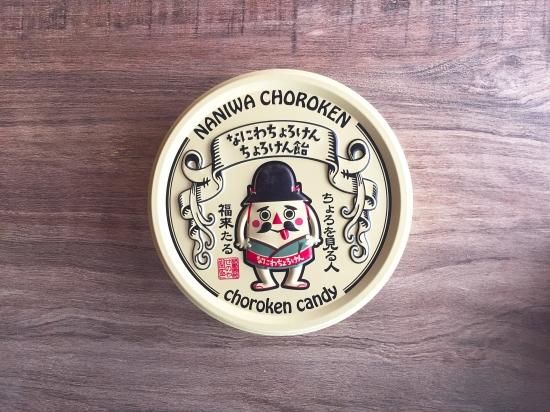 NANIWA CHOROKEN
なにわちょろけん
ちょろけん飴
ちょろを見る人
福来たる
なにわちょろけん
choroken candy